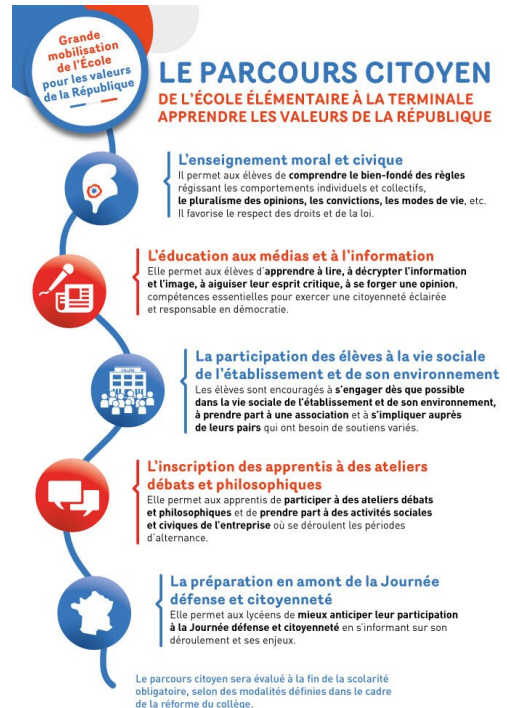 Grande
mobilisation
de l'École
pour les valeurs
de la République
LE PARCOURS CITOYEN
DE L'ÉCOLE ÉLÉMENTAIRE À LA TERMINALE
APPRENDRE LES VALEURS DE LA RÉPUBLIQUE
L'enseignement moral et civique
Il permet aux élèves de comprendre le bien-fondé des règles
régissant les comportements individuels et collectifs,
le pluralisme des opinions, les convictions, les modes de vie, etc.
Il favorise le respect des droits et de la loi.
L'éducation aux médias et à l'information
Elle permet aux élèves d'apprendre à lire, à décrypter l'information
et l'image, à aiguiser leur esprit critique, à se forger une opinion,
compétences essentielles pour exercer une citoyenneté éclairée
et responsable en démocratie.
COLLÈGE
La participation des élèves à la vie sociale
de l'établissement et de son environnement
Les élèves sont encouragés à s'engager dès que possible
dans la vie sociale de l'établissement et de son environnement,
à prendre part à une association et à s'impliquer auprès
de leurs pairs qui ont besoin de soutiens variés.
L'inscription des apprentis à des ateliers
débats et philosophiques
Elle permet aux apprentis de participer à des ateliers débats
et philosophiques et de prendre part à des activités sociales
et civiques de l'entreprise où se déroulent les périodes
d'alternance.
La préparation en amont de la Journée
défense et citoyenneté
Elle permet aux lycéens de mieux anticiper leur participation
à la Journée défense et citoyenneté en s'informant sur son
déroulement et ses enjeux.
Le parcours citoyen sera évalué à la fin de la scolarité
obligatoire, selon des modalités définies dans le cadre
de la réforme du collège.